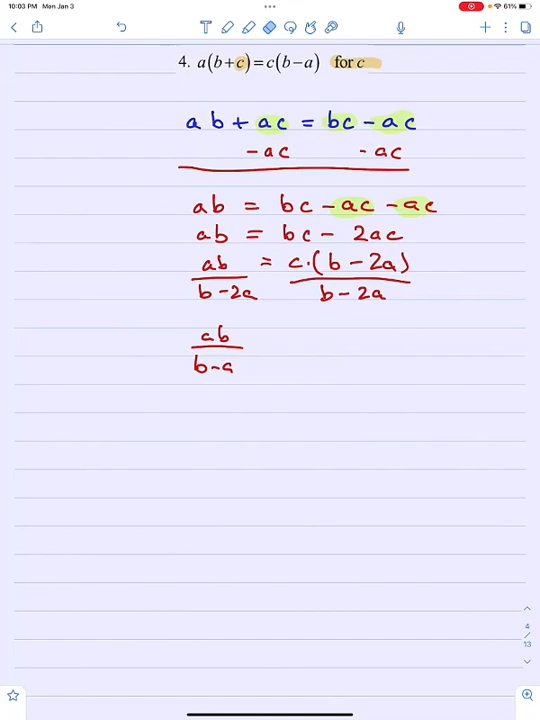 10:03 PM Mon Jan 3 61%
4. a(b+c)=c(b−a) for c
ab + ac = bc − ac
− ac − ac
ab = bc − ac − ac
ab = bc − 2ac
ab = c·(b − 2a)
b − 2a b − 2a
ab
b−a
4
/
13